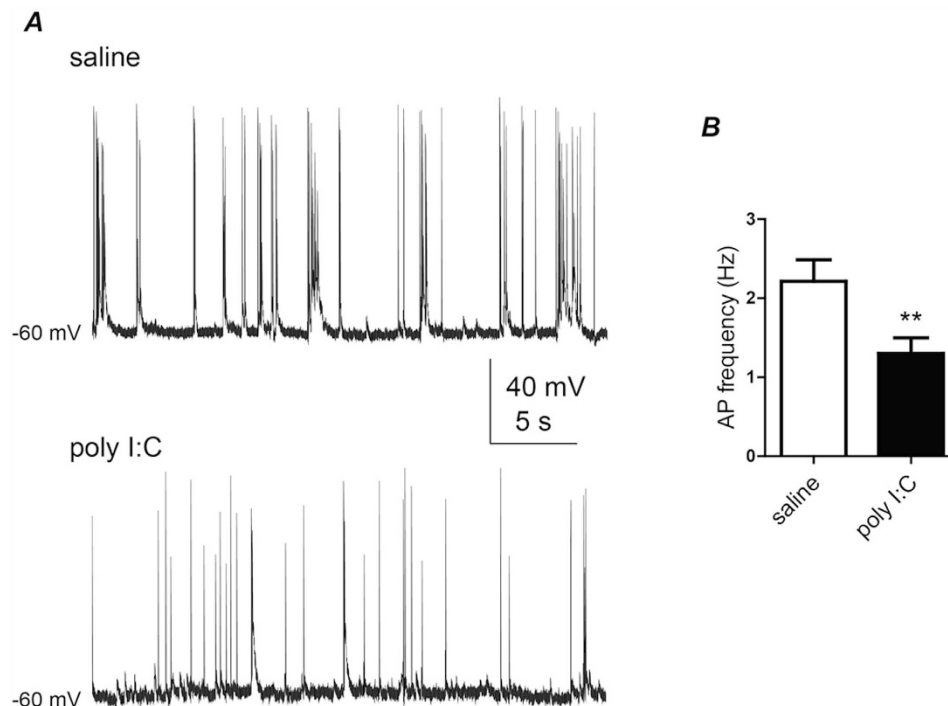 A
saline
-60 mV
40 mV
5 s
poly I:C
-60 mV
B
AP frequency (Hz)
3
2
1
0
**
saline
poly I:C